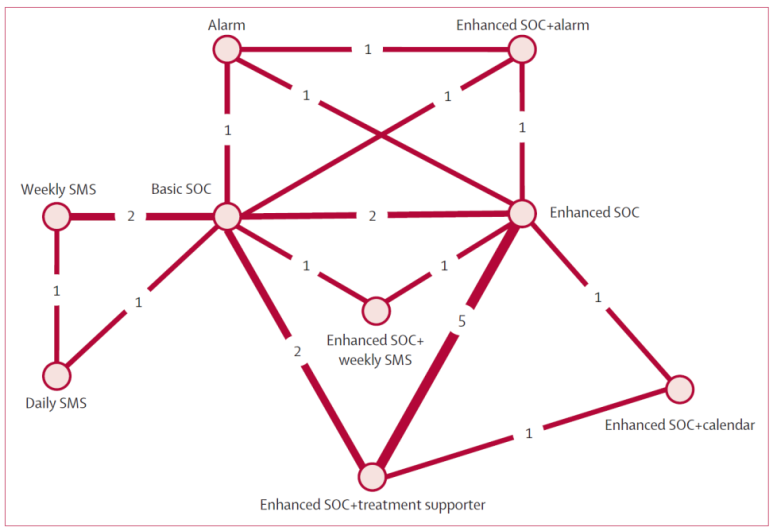 Alarm
Enhanced SOC+alarm
1
1
1
1
1
1
Weekly SMS
Basic SOC
Enhanced SOC
2
2
1
1
1
1
1
Enhanced SOC+
weekly SMS
2
5
Daily SMS
Enhanced SOC+calendar
1
Enhanced SOC+treatment supporter